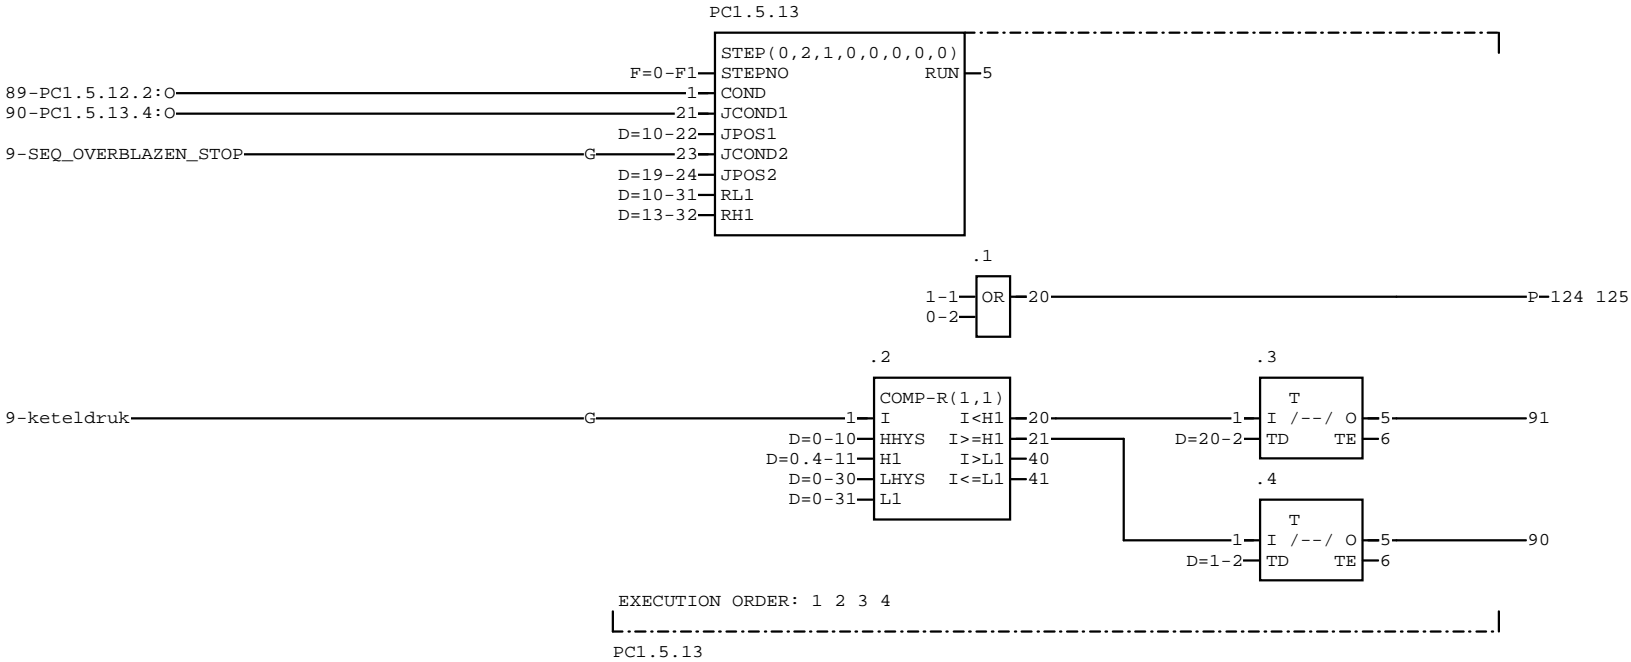 PC1.5.13
STEP(0,2,1,0,0,0,0,0)
F=0-F1 STEPNO RUN 5
89-PC1.5.12.2:O 1 COND
90-PC1.5.13.4:O 21 JCOND1
D=10-22 JPOS1
9-SEQ_OVERBLAZEN_STOP G 23 JCOND2
D=19-24 JPOS2
D=10-31 RL1
D=13-32 RH1
.1
1-1 OR 20 P 124 125
0-2
.2 .3
COMP-R(1,1) T
9-keteldruk G 1 I I<H1 20 1 I /--/ O 5 91
D=0-10 HHYS I>=H1 21 D=20-2 TD TE 6
D=0.4-11 H1 I>L1 40
D=0-30 LHYS I<=L1 41 .4
D=0-31 L1
T
1 I /--/ O 5 90
D=1-2 TD TE 6
EXECUTION ORDER: 1 2 3 4
PC1.5.13